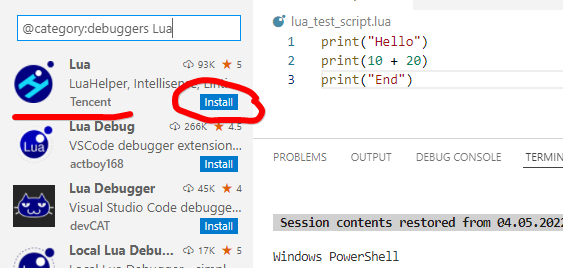 @category:debuggers Lua
Lua 93K 5
LuaHelper, Intellisense,
Tencent Install
Lua Debug 266K 4.5
Lua
VSCode debugger extension...
actboy168 Install
Lua Debugger 45K 4
Visual Studio Code debugge...
devCAT Install
Local Lua Debu... 17K 5
lua_test_script.lua
1 print("Hello")
2 print(10 + 20)
3 print("End")
PROBLEMS OUTPUT DEBUG CONSOLE TERMIN
Session contents restored from 04.05.2022
Windows PowerShell